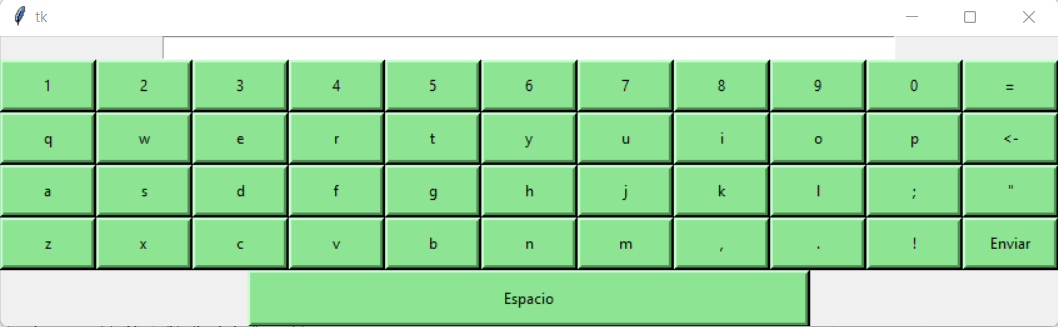 tk
1 2 3 4 5 6 7 8 9 0 =
q w e r t y u i o p <-
a s d f g h j k l ; "
z x c v b n m , . ! Enviar
Espacio